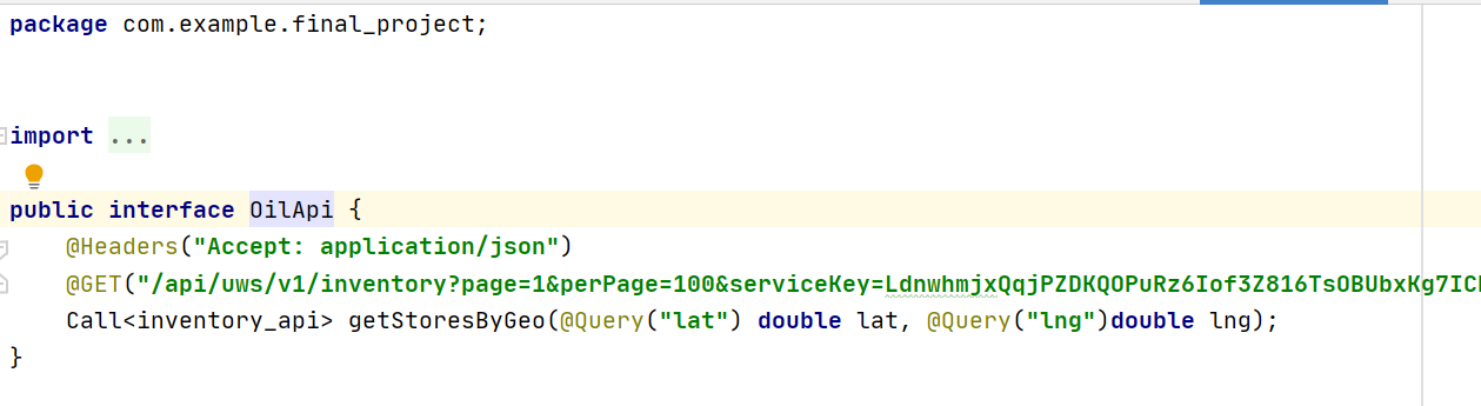 package com.example.final_project;
import ...
public interface OilApi {
@Headers("Accept: application/json")
@GET("/api/uws/v1/inventory?page=1&perPage=100&serviceKey=LdnwhmjxQqjPZDKQOPuRz6Iof3Z816TsOBUbxKg7IC
Call<inventory_api> getStoresByGeo(@Query("lat") double lat, @Query("lng")double lng);
}